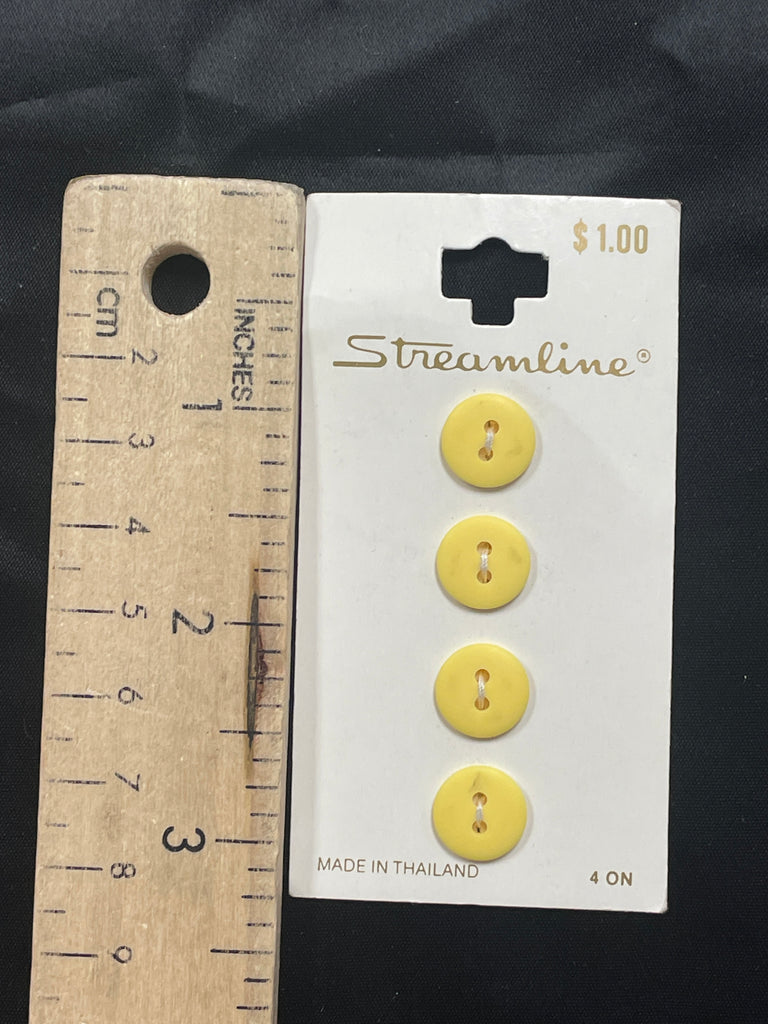 $1.00
Streamline®
MADE IN THAILAND
4 ON
cm
2
3
4
5
6
7
8
9
INCHES
1
2
3